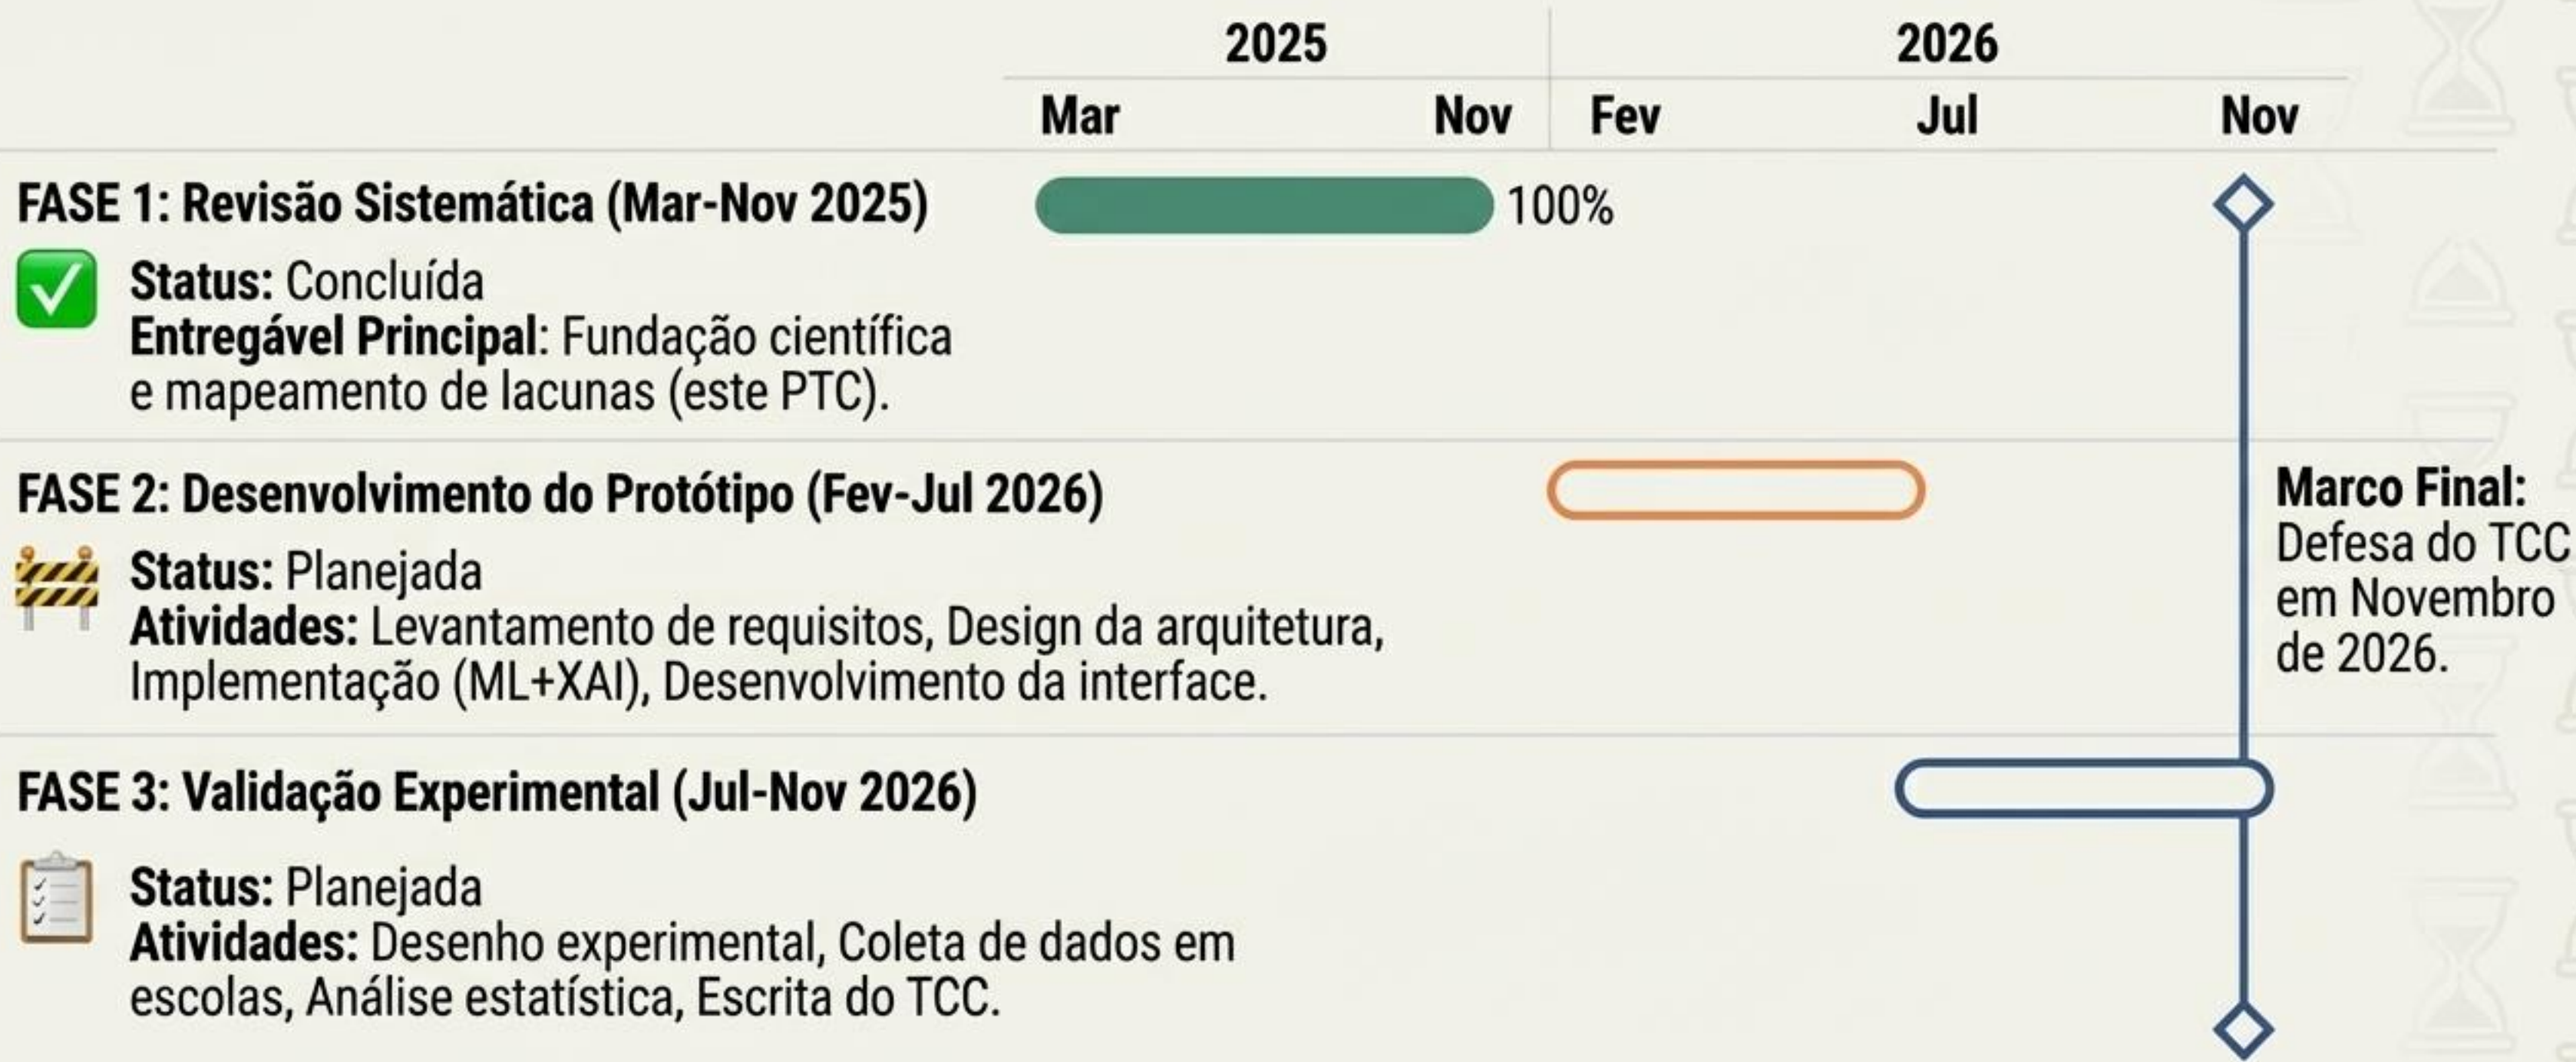 2025 2026
Mar Nov Fev Jul Nov
FASE 1: Revisão Sistemática (Mar-Nov 2025) 100%
Status: Concluída
Entregável Principal: Fundação científica
e mapeamento de lacunas (este PTC).
FASE 2: Desenvolvimento do Protótipo (Fev-Jul 2026)
Status: Planejada
Atividades: Levantamento de requisitos, Design da arquitetura,
Implementação (ML+XAI), Desenvolvimento da interface.
Marco Final:
Defesa do TCC
em Novembro
de 2026.
FASE 3: Validação Experimental (Jul-Nov 2026)
Status: Planejada
Atividades: Desenho experimental, Coleta de dados em
escolas, Análise estatística, Escrita do TCC.